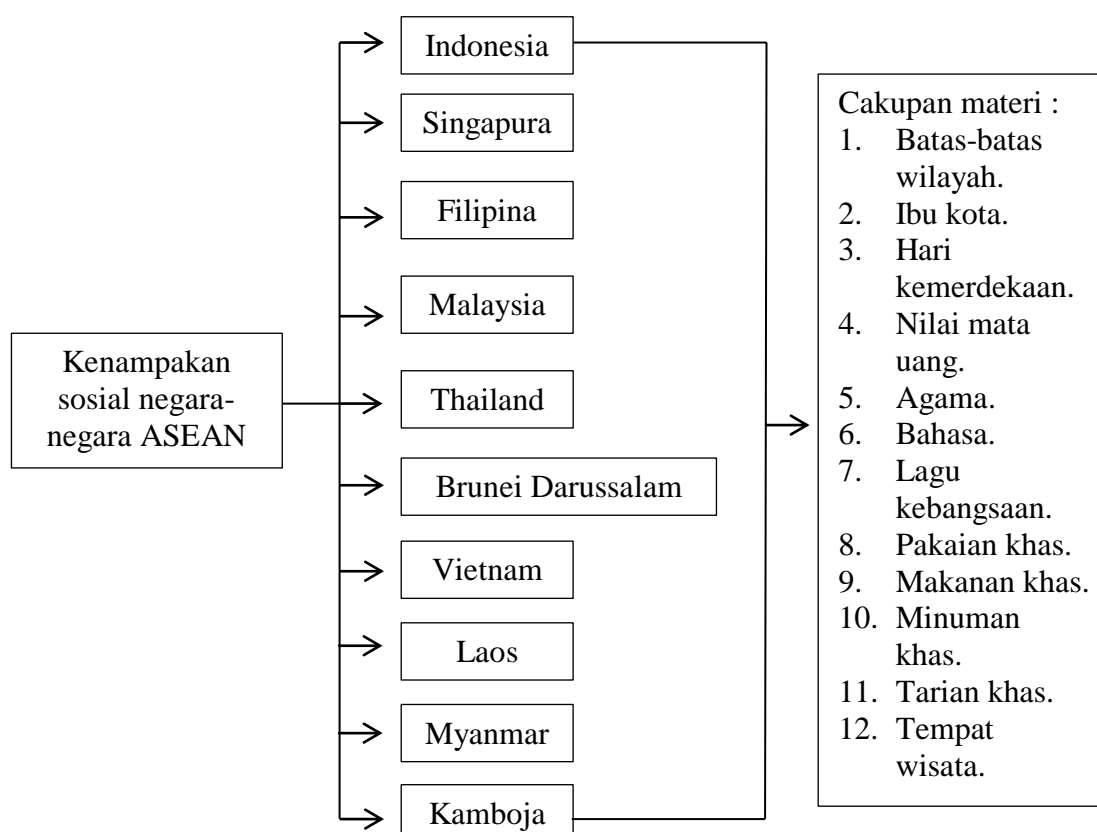 Kenampakan
sosial negara-
negara ASEAN
Indonesia
Singapura
Filipina
Malaysia
Thailand
Brunei Darussalam
Vietnam
Laos
Myanmar
Kamboja
Cakupan materi :
1. Batas-batas
wilayah.
2. Ibu kota.
3. Hari
kemerdekaan.
4. Nilai mata
uang.
5. Agama.
6. Bahasa.
7. Lagu
kebangsaan.
8. Pakaian khas.
9. Makanan khas.
10. Minuman
khas.
11. Tarian khas.
12. Tempat
wisata.